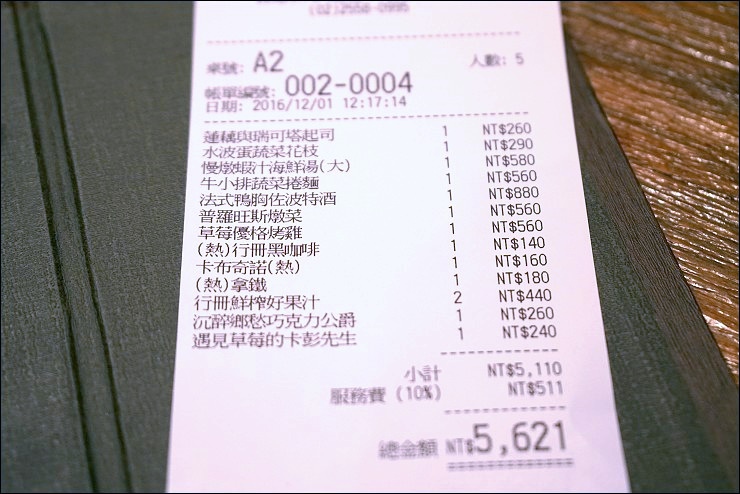 (02)2558-0995
桌號: A2 人數: 5
帳單編號: 002-0004
日期: 2016/12/01 12:17:14
蓮藕與瑞可塔起司 1 NT$260
水波蛋蔬菜花枝 1 NT$290
慢燉蝦汁海鮮湯(大) 1 NT$580
牛小排蔬菜捲麵 1 NT$560
法式鴨胸佐波特酒 1 NT$880
普羅旺斯燉菜 1 NT$560
草莓優格烤雞 1 NT$560
(熱)行冊黑咖啡 1 NT$140
卡布奇諾(熱) 1 NT$160
(熱)拿鐵 1 NT$180
行冊鮮榨好果汁 2 NT$440
沉辭鄉愁巧克力公爵 1 NT$260
遇見草莓的卡彭先生 1 NT$240
小計 NT$5,110
服務費 (10%) NT$511
總金額 NT$5,621